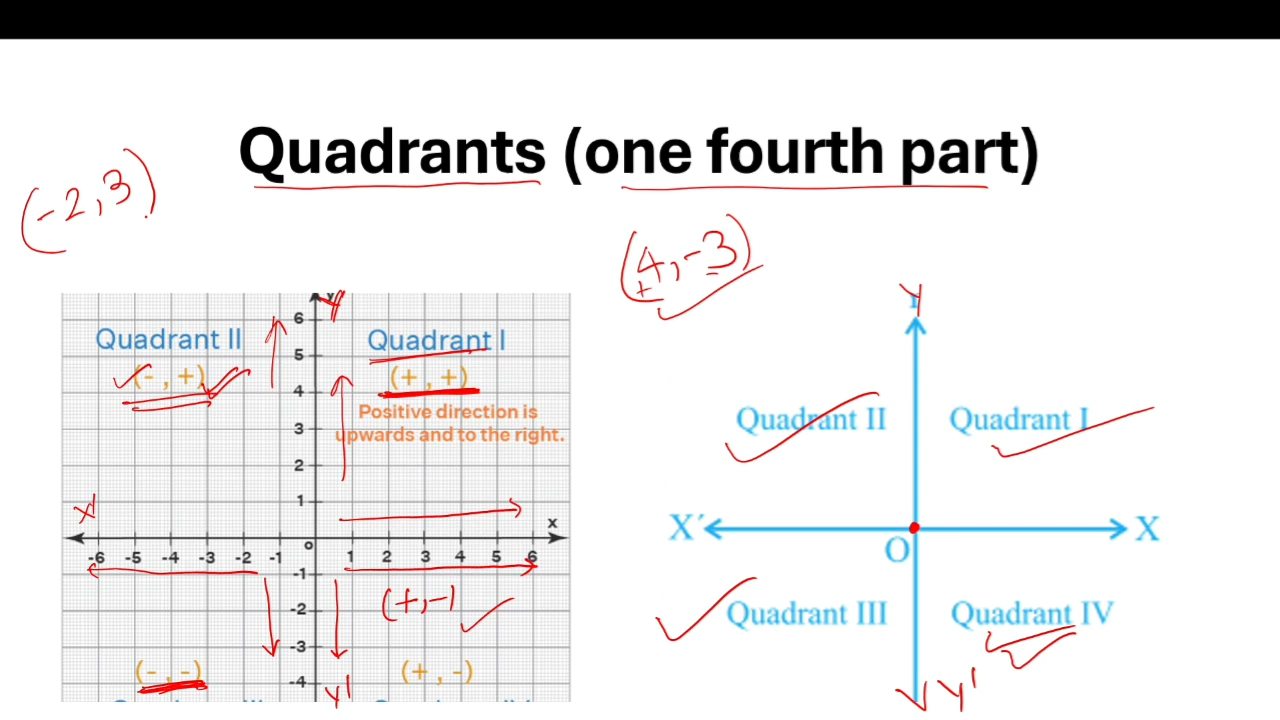 Quadrants (one fourth part)
(-2,3)
(4,-3)
+
Y
y
6
Quadrant II
Quadrant I
5
(- , +)
(+ , +)
4
Positive direction is
upwards and to the right.
3
2
1
X'
x
O
-6 -5 -4 -3 -2 -1 1 2 3 4 5 6
-1
(+,-)
-2
-3
(- , -)
(+ , -)
-4
y'
Y
Quadrant II
Quadrant I
X′
X
O
Quadrant III
Quadrant IV
y'